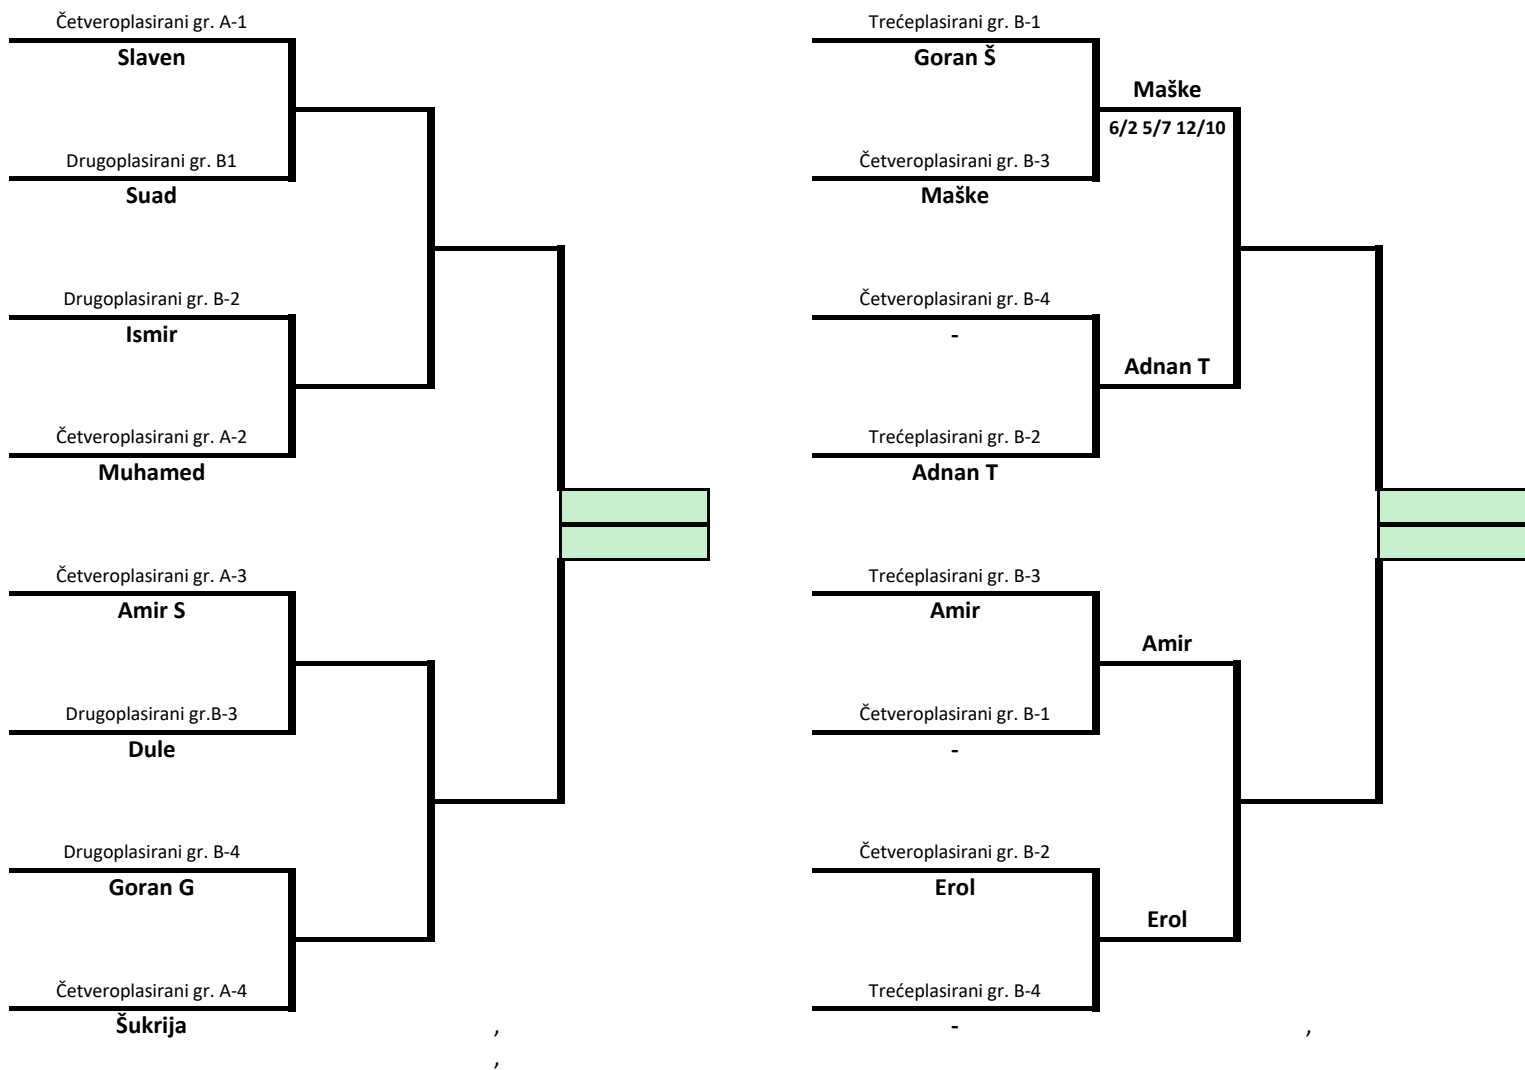 Četveroplasirani gr. A-1
Slaven
Drugoplasirani gr. B1
Suad
Drugoplasirani gr. B-2
Ismir
Četveroplasirani gr. A-2
Muhamed
Četveroplasirani gr. A-3
Amir S
Drugoplasirani gr.B-3
Dule
Drugoplasirani gr. B-4
Goran G
Četveroplasirani gr. A-4
Šukrija
,
,
Trećeplasirani gr. B-1
Goran Š
Maške
6/2 5/7 12/10
Četveroplasirani gr. B-3
Maške
Četveroplasirani gr. B-4
-
Adnan T
Trećeplasirani gr. B-2
Adnan T
Trećeplasirani gr. B-3
Amir
Amir
Četveroplasirani gr. B-1
-
Četveroplasirani gr. B-2
Erol
Erol
Trećeplasirani gr. B-4
-
,